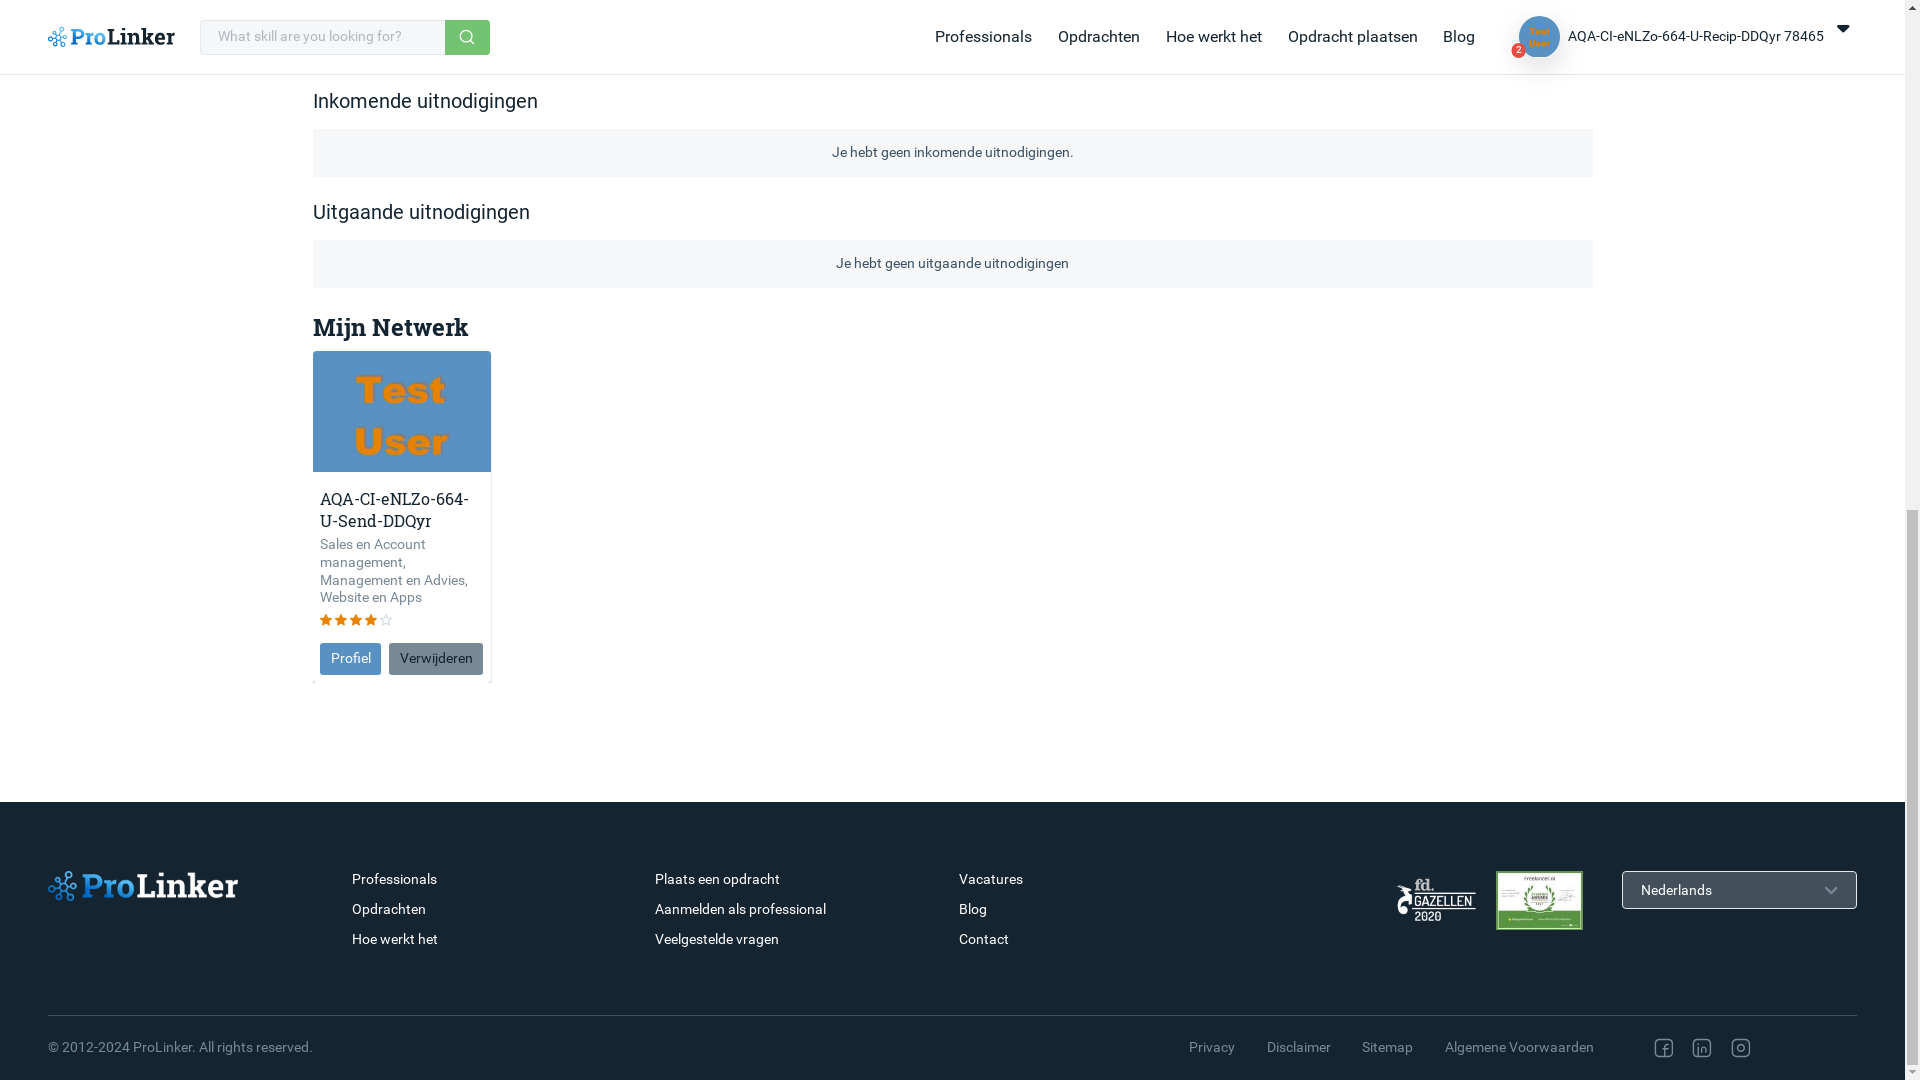 ProLinker
What skill are you looking for?
Professionals
Opdrachten
Hoe werkt het
Opdracht plaatsen
Blog
Test
User
2
AQA-CI-eNLZo-664-U-Recip-DDQyr 78465
Inkomende uitnodigingen
Je hebt geen inkomende uitnodigingen.
Uitgaande uitnodigingen
Je hebt geen uitgaande uitnodigingen
Mijn Netwerk
Test
User
AQA-CI-eNLZo-664-
U-Send-DDQyr
Sales en Account
management,
Management en Advies,
Website en Apps
Profiel
Verwijderen
ProLinker
Professionals
Opdrachten
Hoe werkt het
Plaats een opdracht
Aanmelden als professional
Veelgestelde vragen
Vacatures
Blog
Contact
fd.
GAZELLEN
2020
Freelancer.nl
Nederlands
© 2012-2024 ProLinker. All rights reserved.
Privacy
Disclaimer
Sitemap
Algemene Voorwaarden